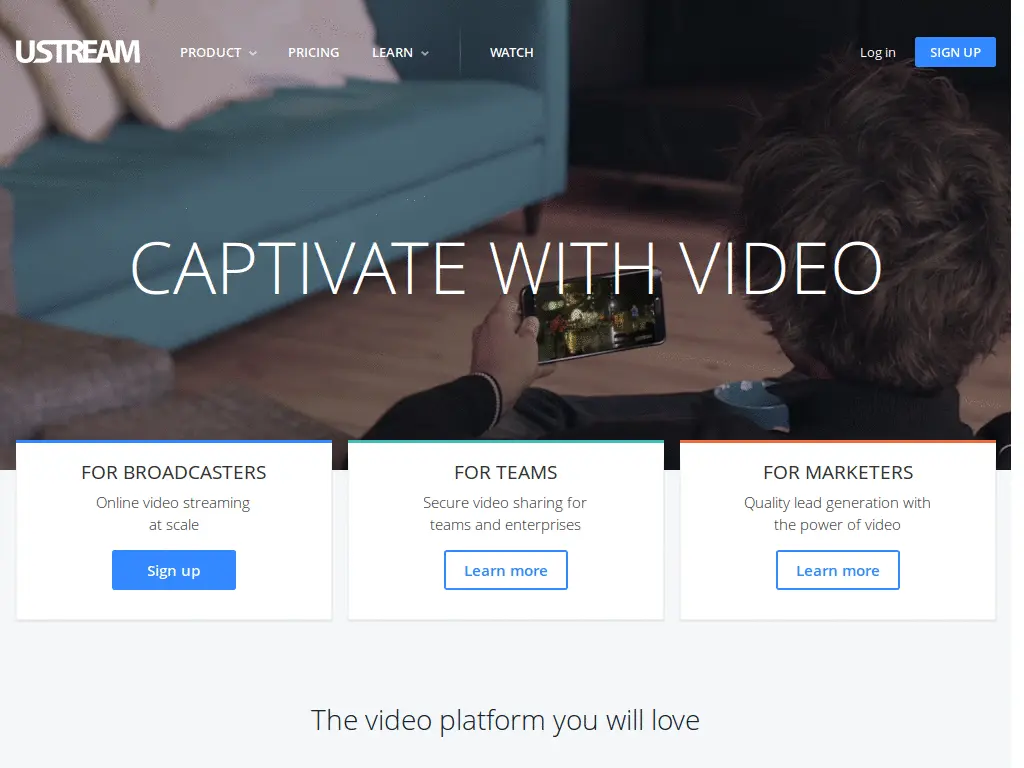 USTREAM PRODUCT PRICING LEARN WATCH Log in SIGN UP
CAPTIVATE WITH VIDEO
FOR BROADCASTERS
Online video streaming
at scale
Sign up
FOR TEAMS
Secure video sharing for
teams and enterprises
Learn more
FOR MARKETERS
Quality lead generation with
the power of video
Learn more
The video platform you will love